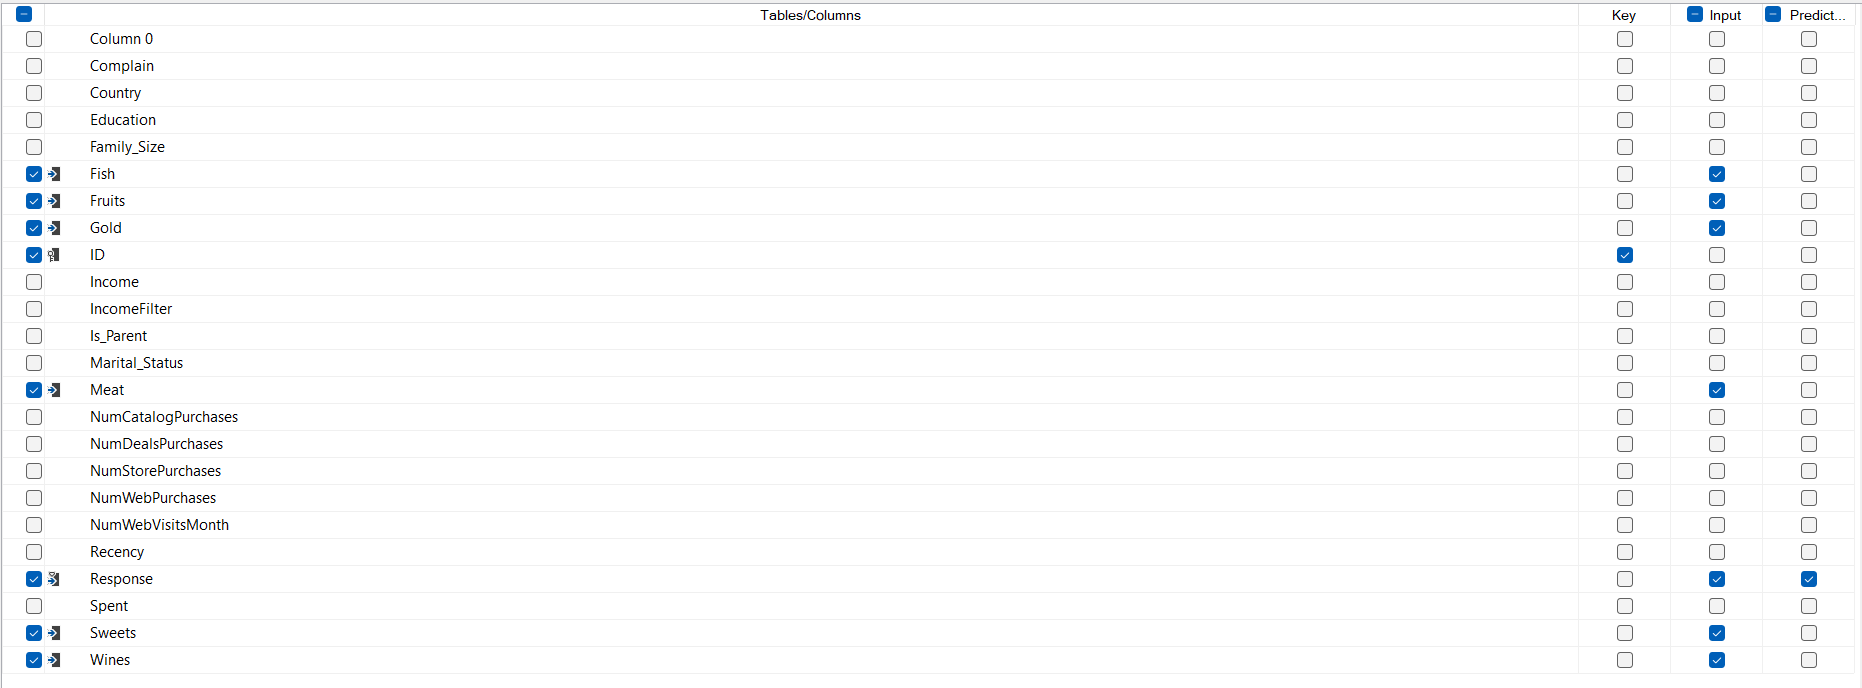 Tables/Columns Key Input Predict...
Column 0
Complain
Country
Education
Family_Size
Fish
Fruits
Gold
ID
Income
IncomeFilter
Is_Parent
Marital_Status
Meat
NumCatalogPurchases
NumDealsPurchases
NumStorePurchases
NumWebPurchases
NumWebVisitsMonth
Recency
Response
Spent
Sweets
Wines